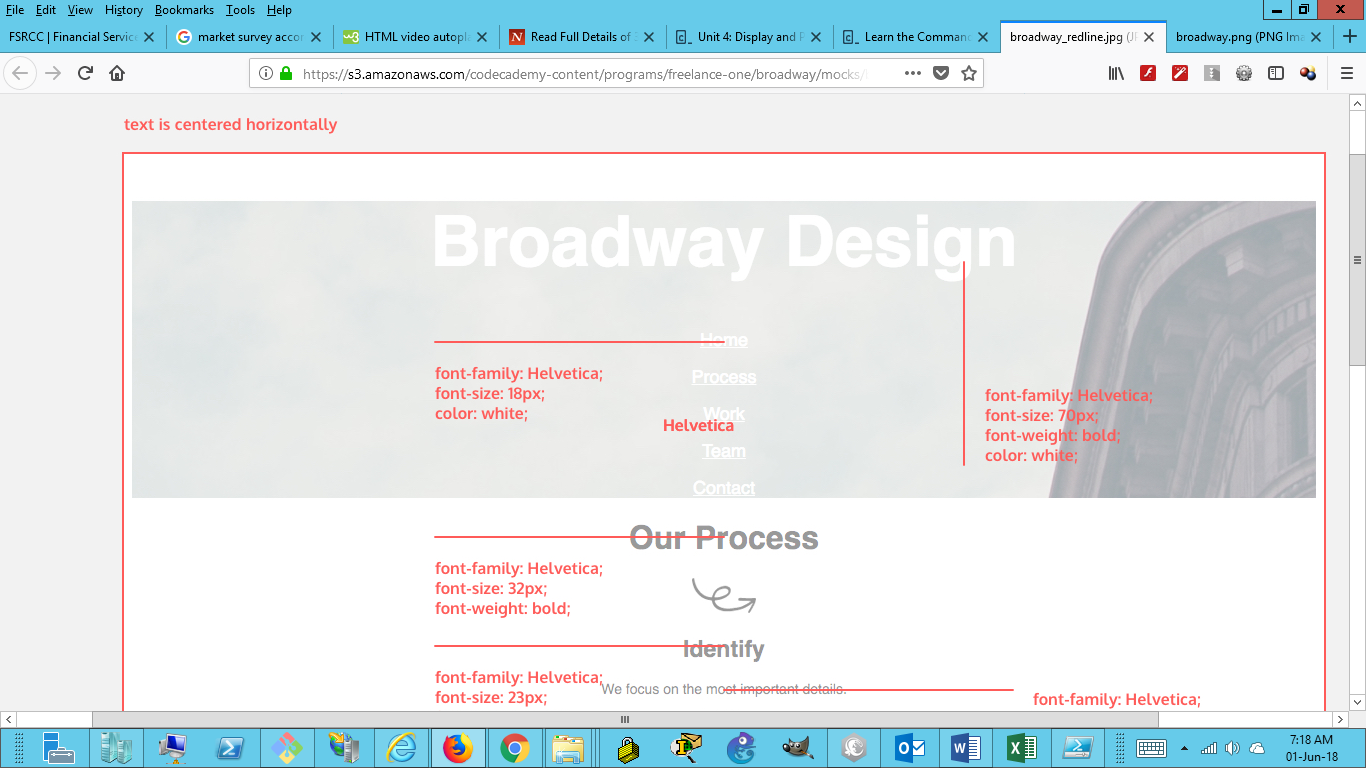 File Edit View History Bookmarks Tools Help
FSRCC | Financial Service
market survey accor
HTML video autopl
Read Full Details of
Unit 4: Display and P
Learn the Comman
broadway_redline.jpg (JP
broadway.png (PNG Ima
https://s3.amazonaws.com/codecademy-content/programs/freelance-one/broadway/mocks/
text is centered horizontally
Broadway Design
Home
Process
Work
Team
Contact
font-family: Helvetica;
font-size: 18px;
color: white;
Helvetica
font-family: Helvetica;
font-size: 70px;
font-weight: bold;
color: white;
Our Process
font-family: Helvetica;
font-size: 32px;
font-weight: bold;
Identify
font-family: Helvetica;
font-size: 23px;
We focus on the most important details.
font-family: Helvetica;
7:18 AM
01-Jun-18